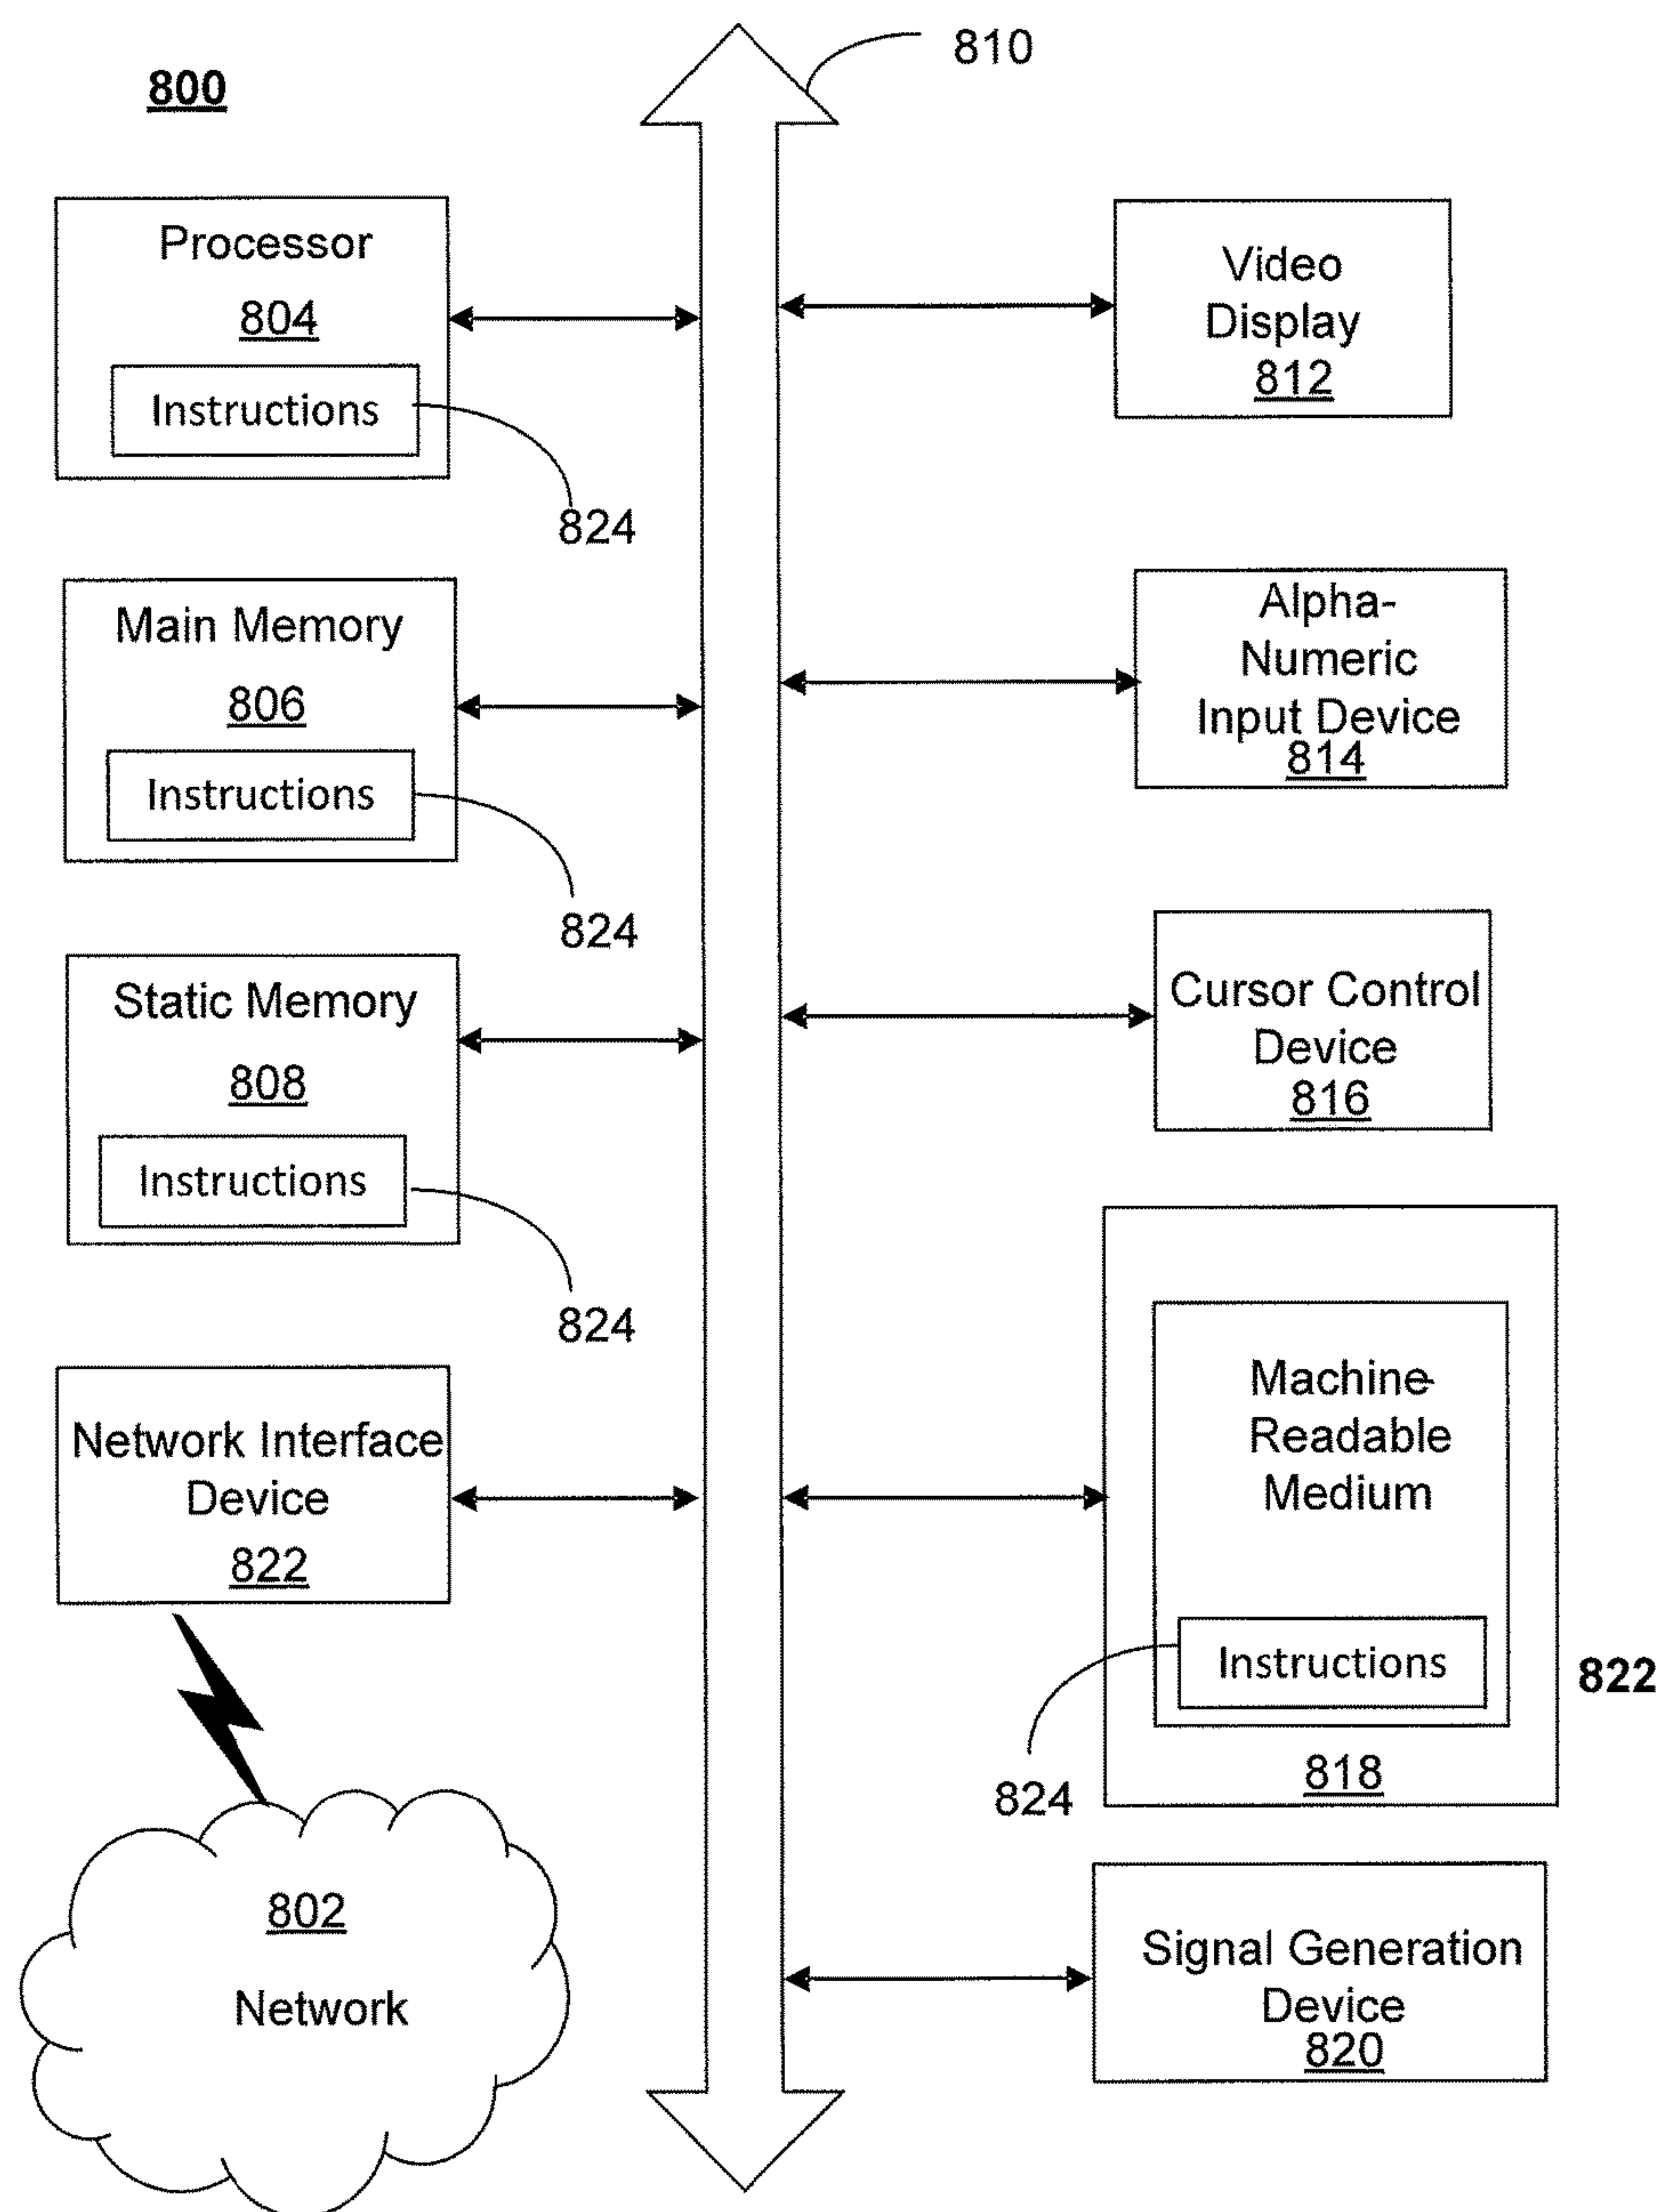 800
810
Processor
804
Instructions
824
Main Memory
806
Instructions
824
Static Memory
808
Instructions
824
Network Interface
Device
822
802
Network
Video
Display
812
Alpha-
Numeric
Input Device
814
Cursor Control
Device
816
Machine-
Readable
Medium
Instructions
822
824
818
Signal Generation
Device
820